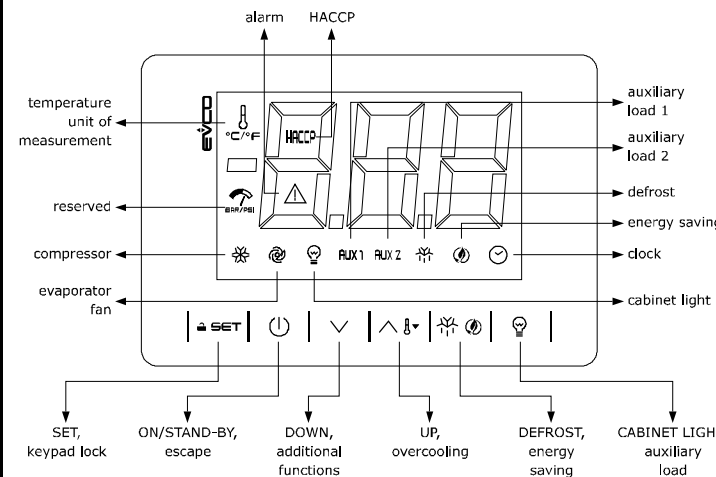 alarm HACCP
temperature
unit of
measurement
auxiliary
load 1
auxiliary
load 2
EVCO
°C/°F
HACCP
reserved
BAR/PSI
defrost
energy saving
compressor
AUX 1 AUX 2
clock
evaporator
fan
cabinet light
SET
SET,
keypad lock
ON/STAND-BY,
escape
DOWN,
additional
functions
UP,
overcooling
DEFROST,
energy
saving
CABINET LIGH
auxiliary
load